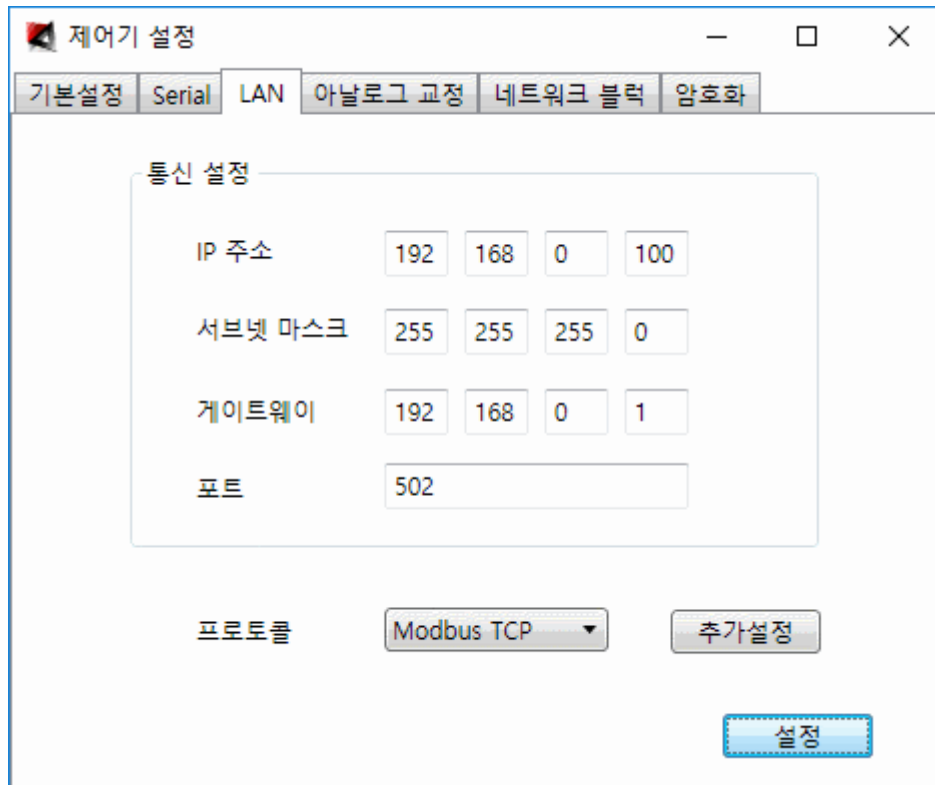 제어기 설정
기본설정 Serial LAN 아날로그 교정 네트워크 블럭 암호화
통신 설정
IP 주소 192 168 0 100
서브넷 마스크 255 255 255 0
게이트웨이 192 168 0 1
포트 502
프로토콜 Modbus TCP 추가설정
설정